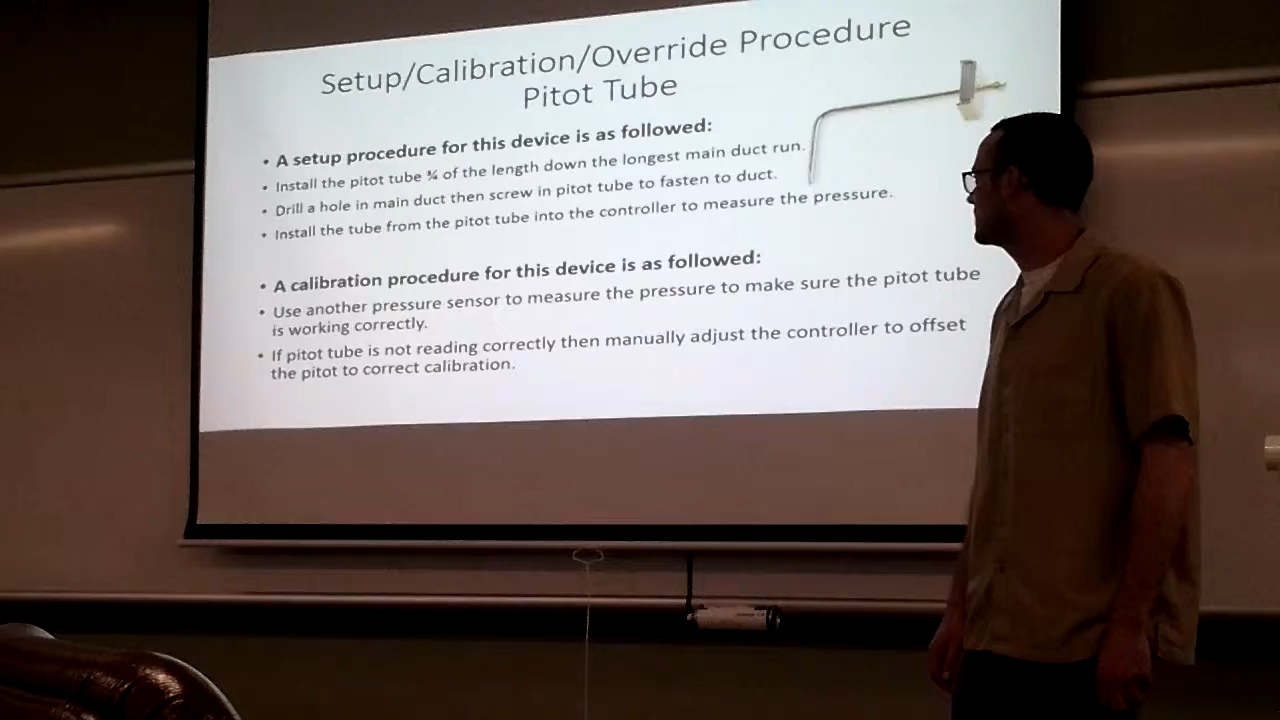 Setup/Calibration/Override Procedure
Pitot Tube
• A setup procedure for this device is as followed:
• Install the pitot tube ¾ of the length down the longest main duct run.
• Drill a hole in main duct then screw in pitot tube to fasten to duct.
• Install the tube from the pitot tube into the controller to measure the pressure.
• A calibration procedure for this device is as followed:
• Use another pressure sensor to measure the pressure to make sure the pitot tube
is working correctly.
• If pitot tube is not reading correctly then manually adjust the controller to offset
the pitot to correct calibration.